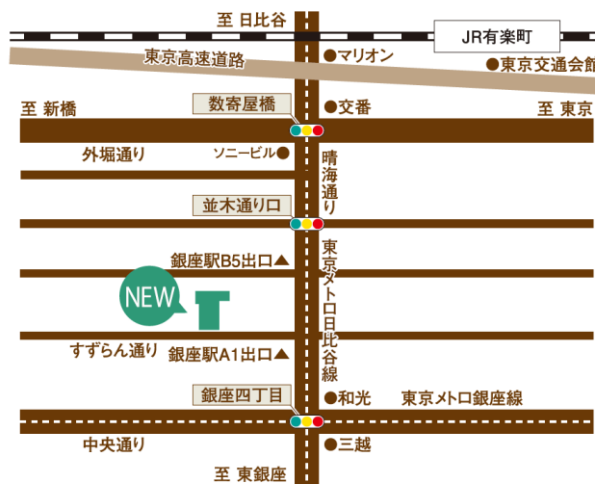 至 日比谷
JR有楽町
東京高速道路
マリオン
東京交通会館
至 新橋
数寄屋橋
交番
至 東京
外堀通り
ソニービル
晴海通り
並木通り口
銀座駅B5出口
東京メトロ日比谷線
NEW
すずらん通り
銀座駅A1出口
銀座四丁目
和光
東京メトロ銀座線
中央通り
三越
至 東銀座